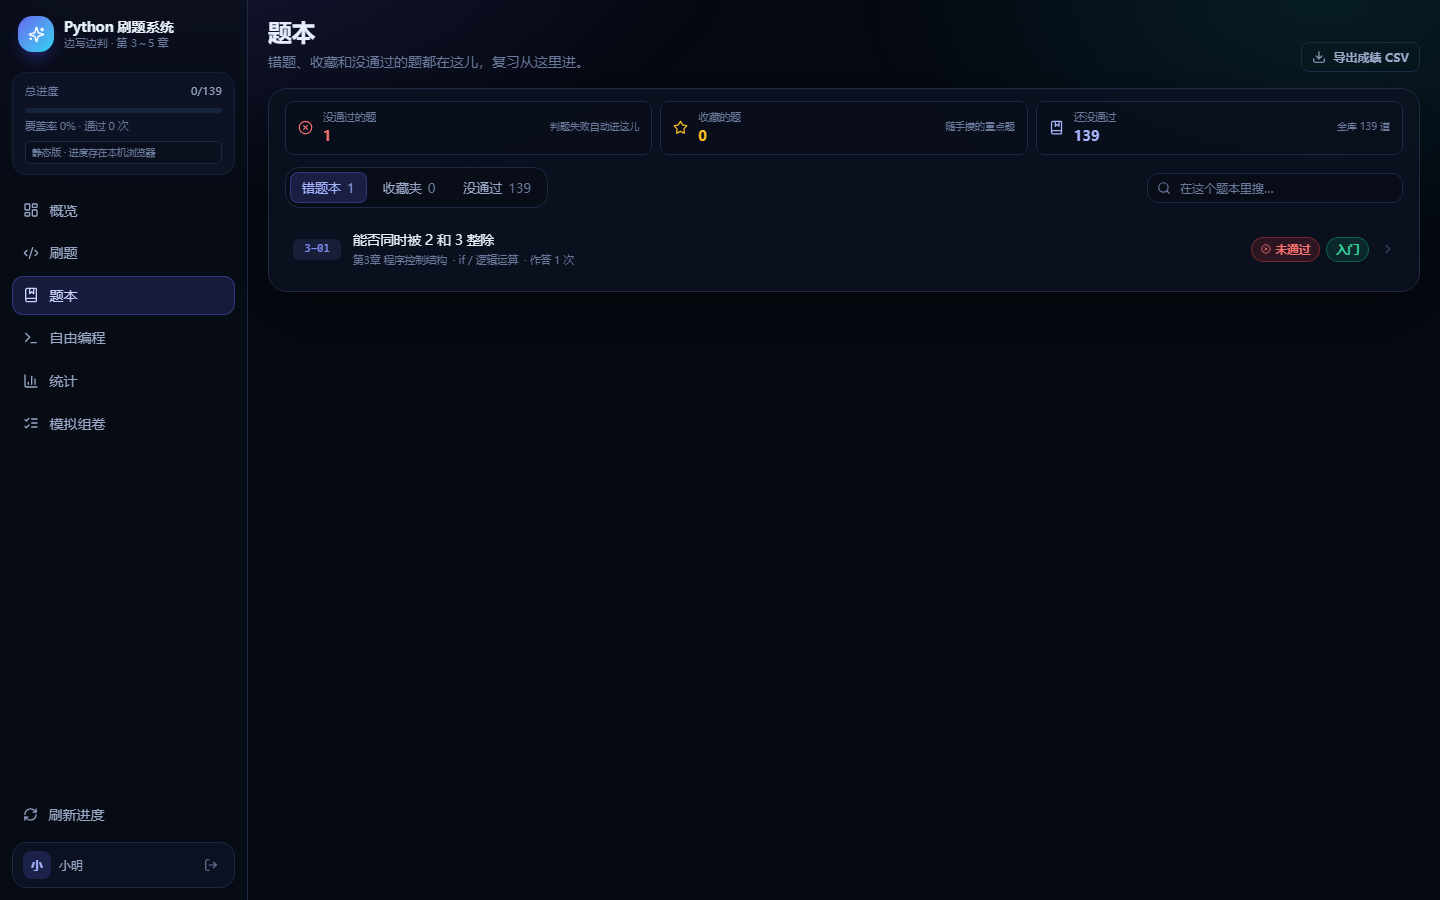 Python 刷题系统
边写边判 · 第 3 ~ 5 章
总进度 0/139
覆盖率 0% · 通过 0 次
静态版 · 进度存在本机浏览器
概览
刷题
题本
自由编程
统计
模拟组卷
刷新进度
小 小明
题本
错题、收藏和没通过的题都在这儿，复习从这里进。
导出成绩 CSV
没通过的题
1
判题失败自动进这儿
收藏的题
0
随手攒的重点题
还没通过
139
全库 139 道
错题本 1 收藏夹 0 没通过 139
在这个题本里搜...
3-01
能否同时被 2 和 3 整除
第3章 程序控制结构 · if / 逻辑运算 · 作答 1 次
未通过 入门